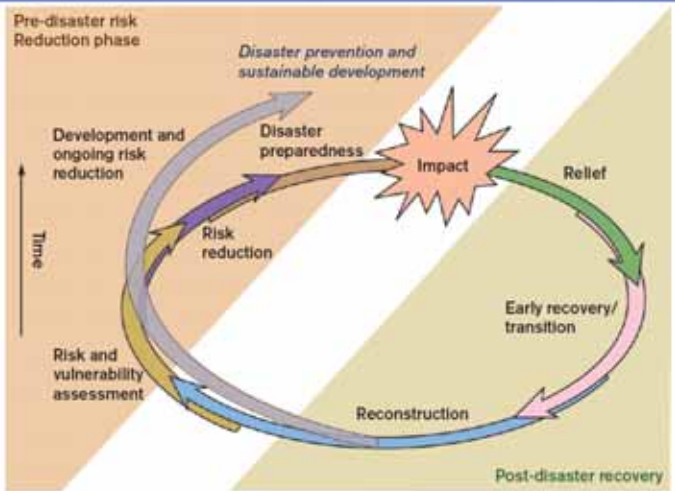 Pre-disaster risk
Reduction phase
Disaster prevention and
sustainable development
Development and
ongoing risk
reduction
Disaster
preparedness
Impact
Relief
Time
Risk
reduction
Early recovery/
transition
Risk and
vulnerability
assessment
Reconstruction
Post-disaster recovery